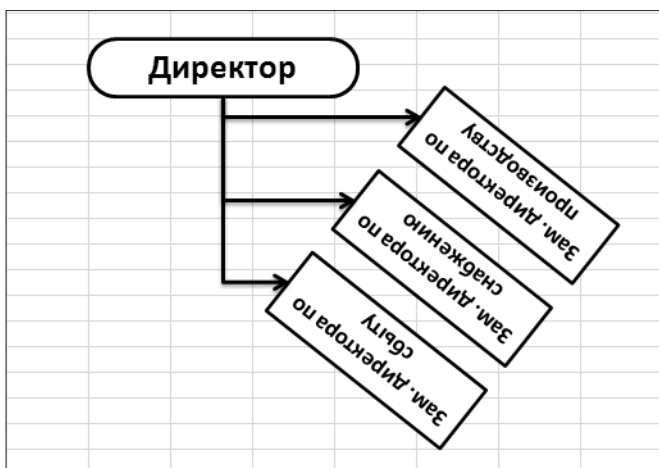 Директор
Зам. директора по
производству
Зам. директора по
снабжению
Зам. директора по
сбыту